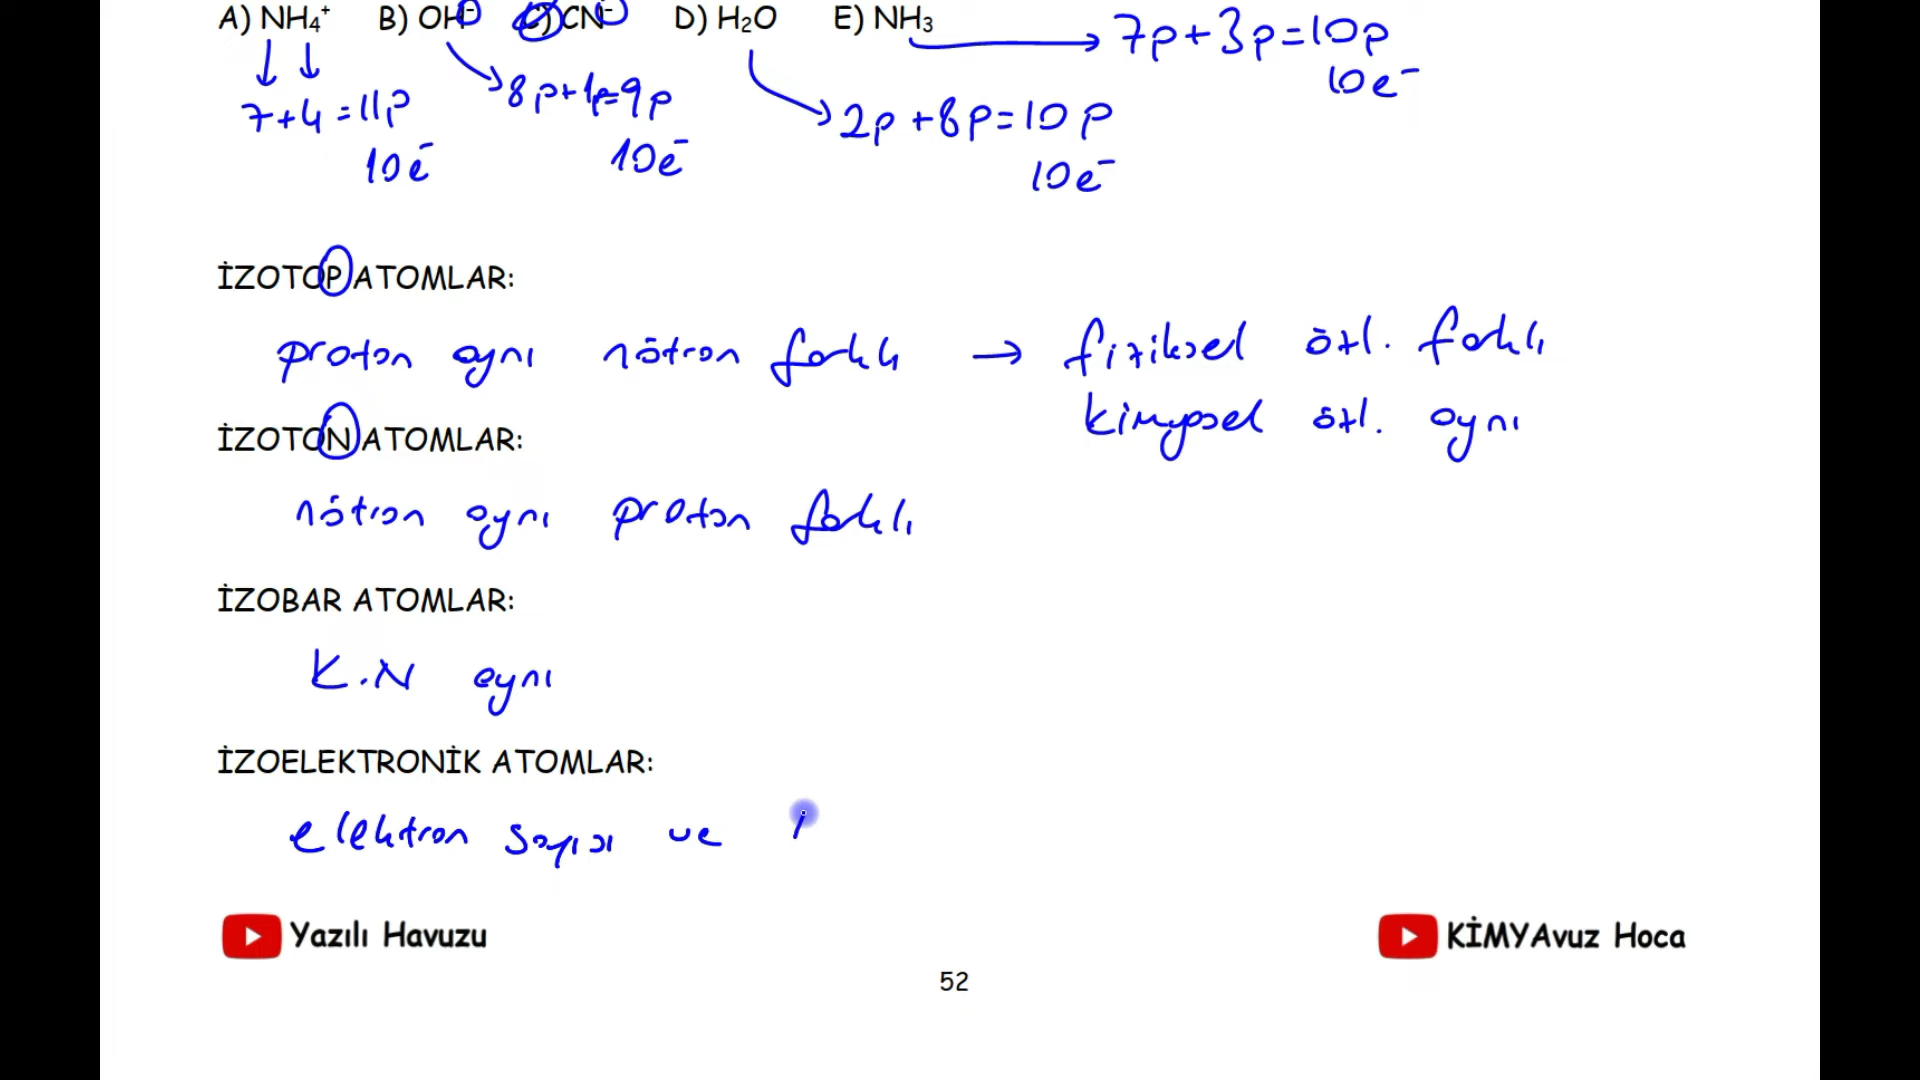 A) NH₄⁺ B) OH⁻ C) CN⁻ D) H₂O E) NH₃
7p+3p=10p
10e⁻
7+4=11p
10e⁻
8p+1p=9p
10e⁻
2p+8p=10p
10e⁻
İZOTOP ATOMLAR:
proton aynı nötron farklı → fiziksel özl. farklı
kimyasal özl. aynı
İZOTON ATOMLAR:
nötron aynı proton farklı
İZOBAR ATOMLAR:
K.N aynı
İZOELEKTRONİK ATOMLAR:
elektron sayısı ve
Yazılı Havuzu
KİMYAvuz Hoca
52